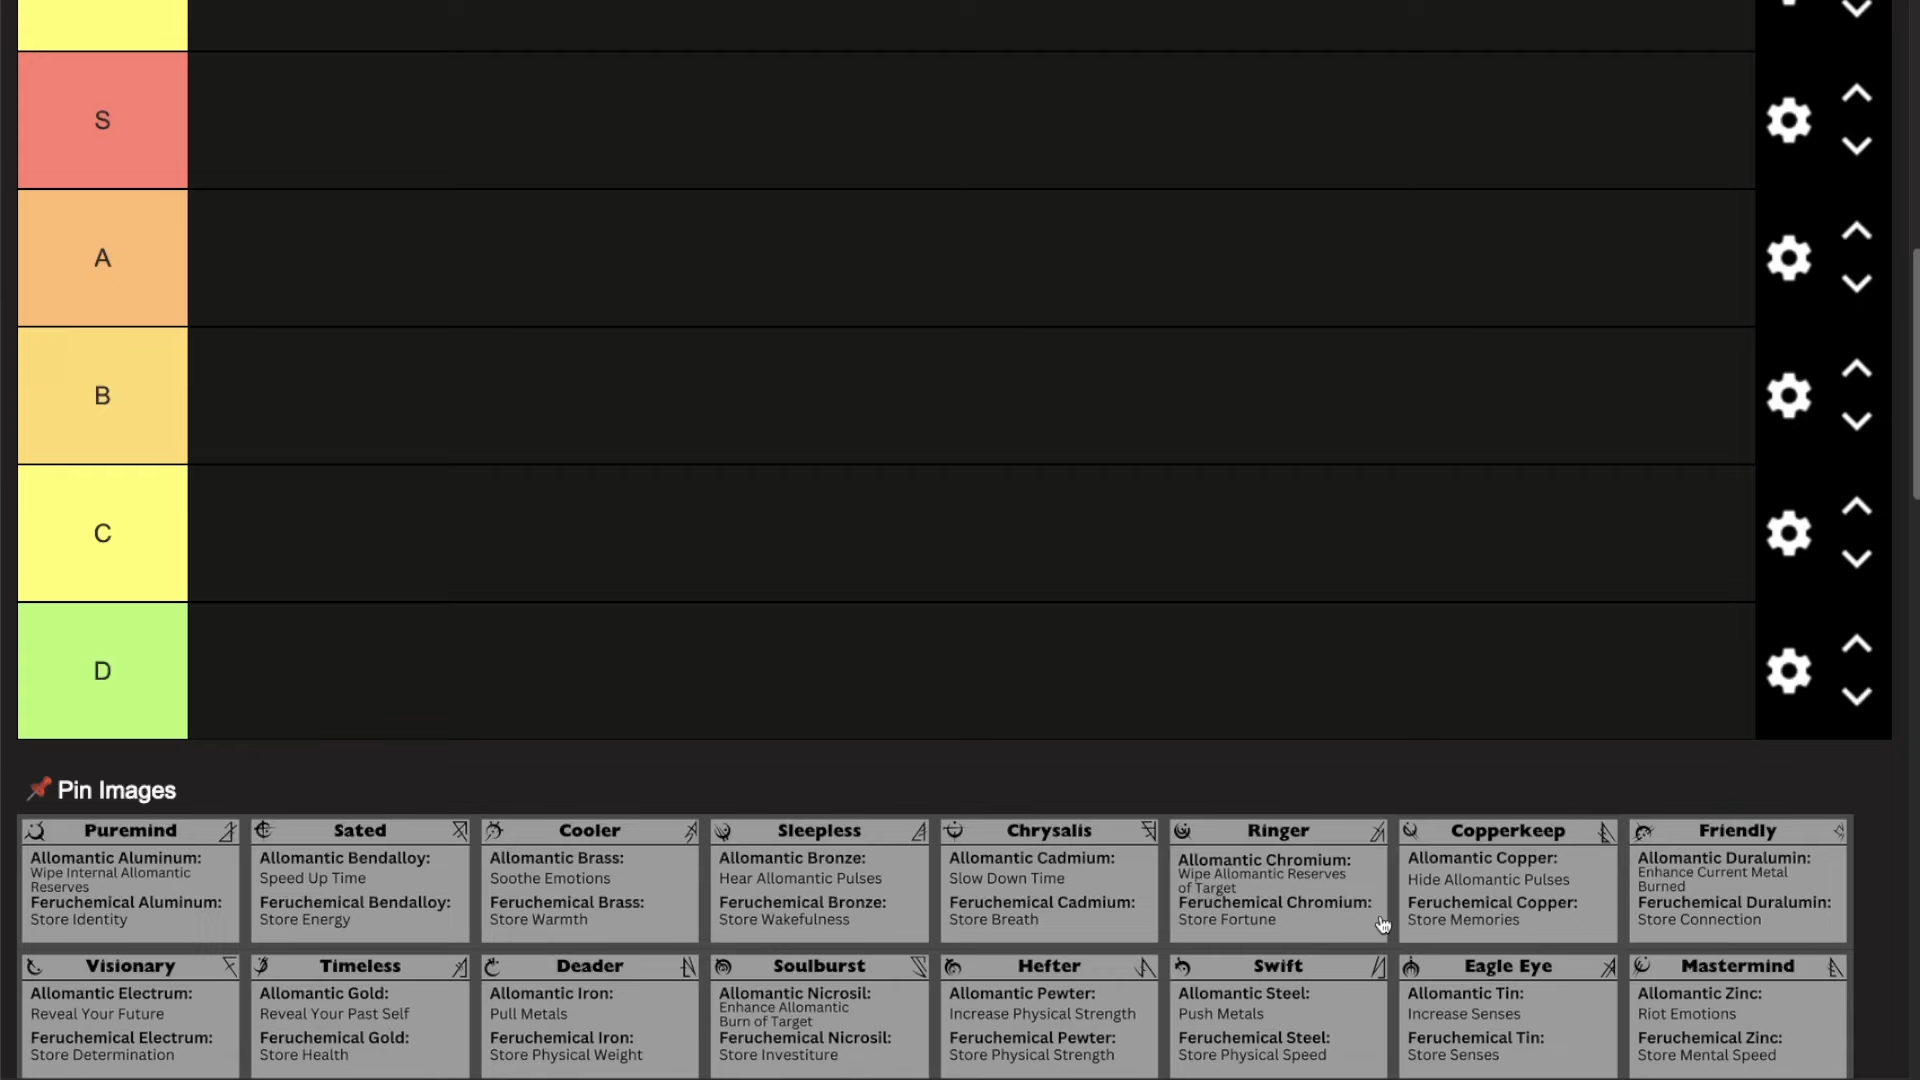 S
A
B
C
D
Pin Images
Puremind
Allomantic Aluminum:
Wipe Internal Allomantic
Reserves
Feruchemical Aluminum:
Store Identity
Sated
Allomantic Bendalloy:
Speed Up Time
Feruchemical Bendalloy:
Store Energy
Cooler
Allomantic Brass:
Soothe Emotions
Feruchemical Brass:
Store Warmth
Sleepless
Allomantic Bronze:
Hear Allomantic Pulses
Feruchemical Bronze:
Store Wakefulness
Chrysalis
Allomantic Cadmium:
Slow Down Time
Feruchemical Cadmium:
Store Breath
Ringer
Allomantic Chromium:
Wipe Allomantic Reserves
of Target
Feruchemical Chromium:
Store Fortune
Copperkeep
Allomantic Copper:
Hide Allomantic Pulses
Feruchemical Copper:
Store Memories
Friendly
Allomantic Duralumin:
Enhance Current Metal
Burned
Feruchemical Duralumin:
Store Connection
Visionary
Allomantic Electrum:
Reveal Your Future
Feruchemical Electrum:
Store Determination
Timeless
Allomantic Gold:
Reveal Your Past Self
Feruchemical Gold:
Store Health
Deader
Allomantic Iron:
Pull Metals
Feruchemical Iron:
Store Physical Weight
Soulburst
Allomantic Nicrosil:
Enhance Allomantic
Burn of Target
Feruchemical Nicrosil:
Store Investiture
Hefter
Allomantic Pewter:
Increase Physical Strength
Feruchemical Pewter:
Store Physical Strength
Swift
Allomantic Steel:
Push Metals
Feruchemical Steel:
Store Physical Speed
Eagle Eye
Allomantic Tin:
Increase Senses
Feruchemical Tin:
Store Senses
Mastermind
Allomantic Zinc:
Riot Emotions
Feruchemical Zinc:
Store Mental Speed